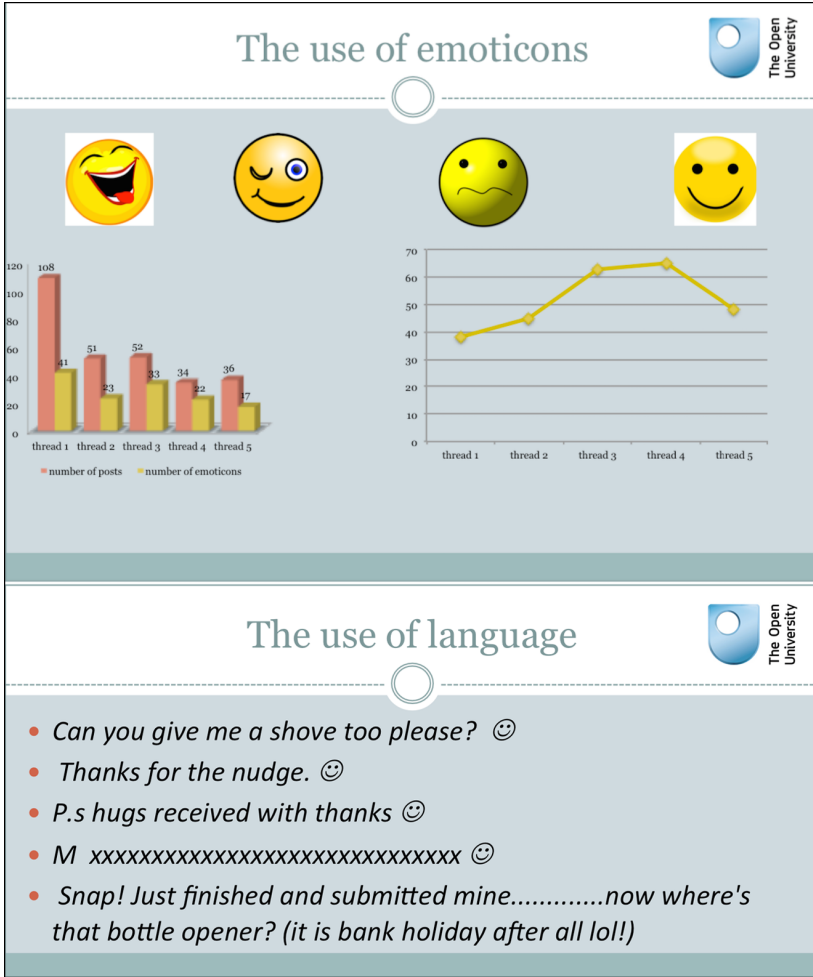 The use of emoticons
The Open
University
120
100
80
60
40
20
0
108
41
51
23
52
33
34
22
36
17
thread 1 thread 2 thread 3 thread 4 thread 5
number of posts number of emoticons
70
60
50
40
30
20
10
0
thread 1 thread 2 thread 3 thread 4 thread 5
The use of language
The Open
University
• Can you give me a shove too please? ☺
• Thanks for the nudge. ☺
• P.s hugs received with thanks ☺
• M xxxxxxxxxxxxxxxxxxxxxxxxxxxxxx ☺
• Snap! Just finished and submitted mine.............now where's
that bottle opener? (it is bank holiday after all lol!)